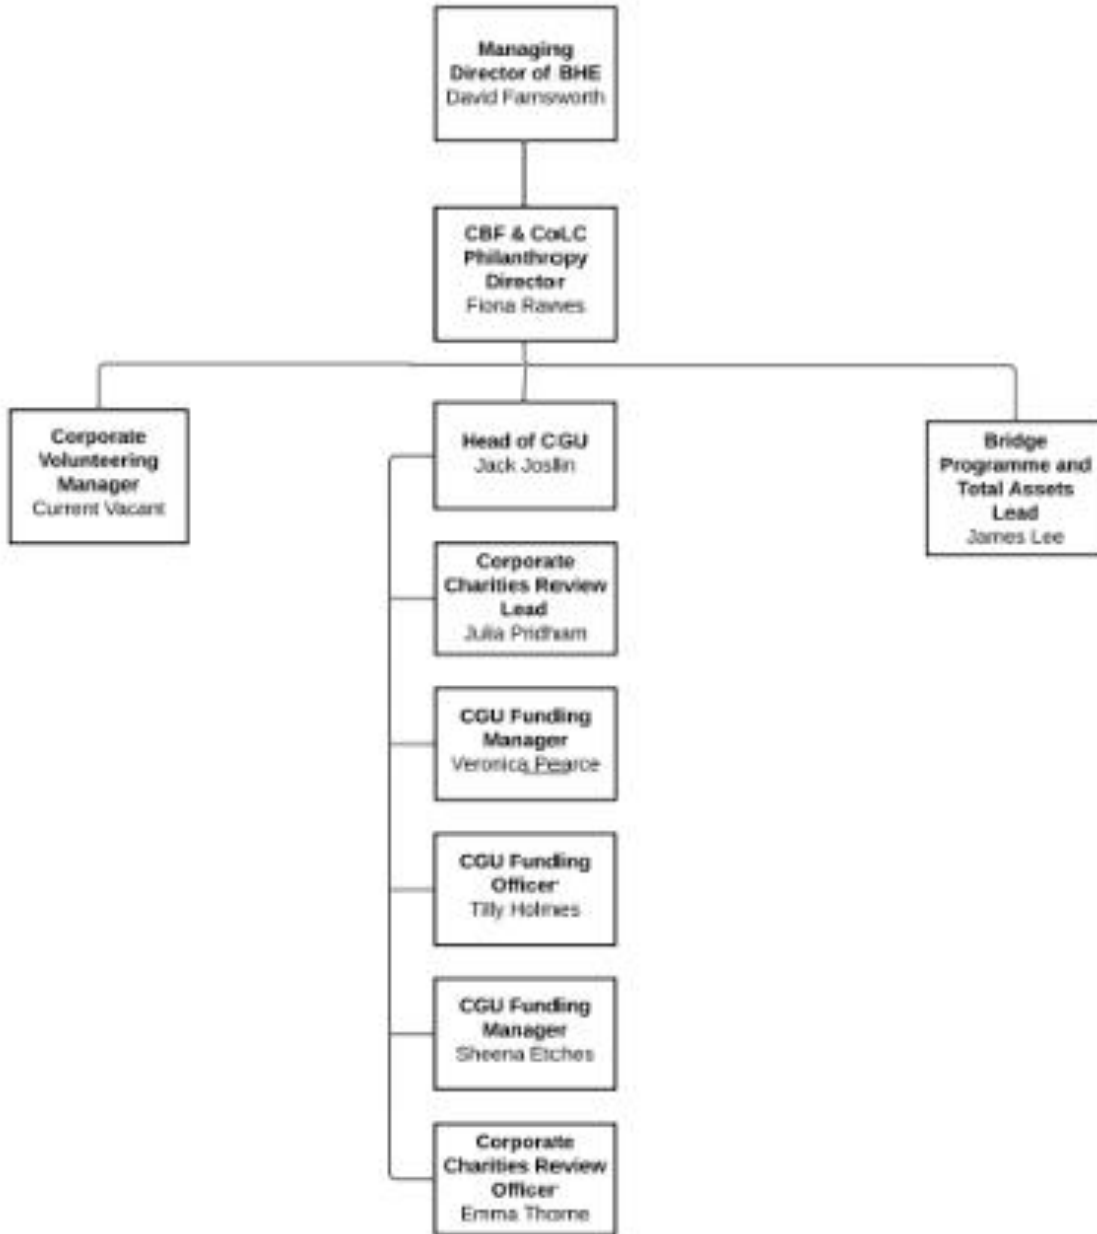 Managing
Director of BHE
David Farnsworth
CBF & CoLC
Philanthropy
Director
Fiona Rawes
Corporate
Volunteering
Manager
Current Vacant
Head of CGU
Jack Joslin
Bridge
Programme and
Total Assets
Lead
James Lee
Corporate
Charities Review
Lead
Julia Pridham
CGU Funding
Manager
Veronica Pearce
CGU Funding
Officer
Tilly Holmes
CGU Funding
Manager
Sheena Etches
Corporate
Charities Review
Officer
Emma Thorne